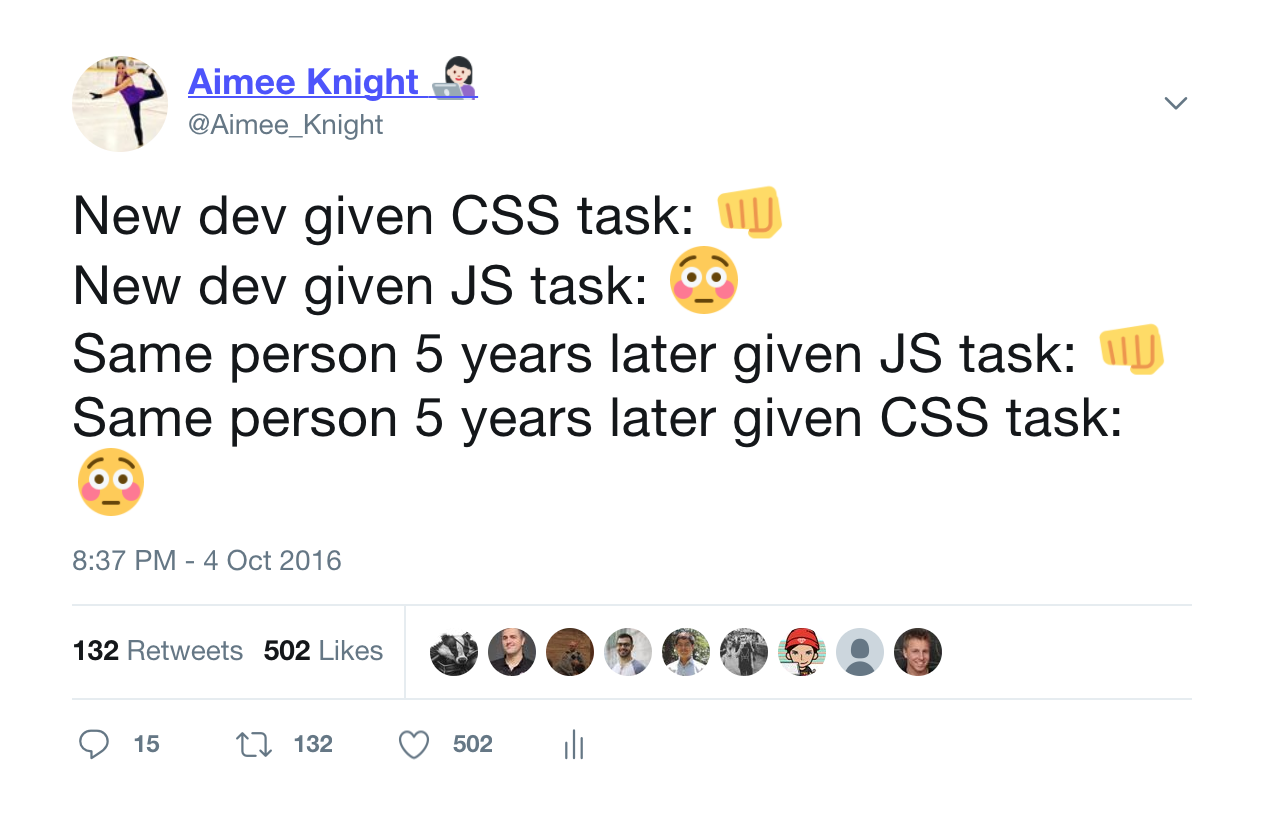 Aimee Knight 👩🏻‍💻
@Aimee_Knight
New dev given CSS task: 👊
New dev given JS task: 😳
Same person 5 years later given JS task: 👊
Same person 5 years later given CSS task:
😳
8:37 PM - 4 Oct 2016
132 Retweets 502 Likes
15 132 502